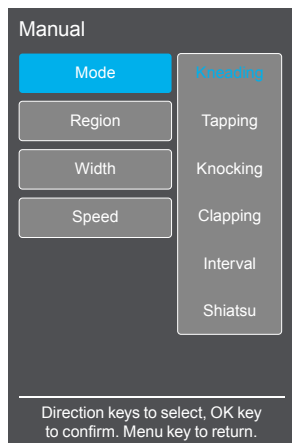 Manual
Mode
Kneading
Region
Tapping
Width
Knocking
Speed
Clapping
Interval
Shiatsu
Direction keys to select, OK key
to confirm. Menu key to return.